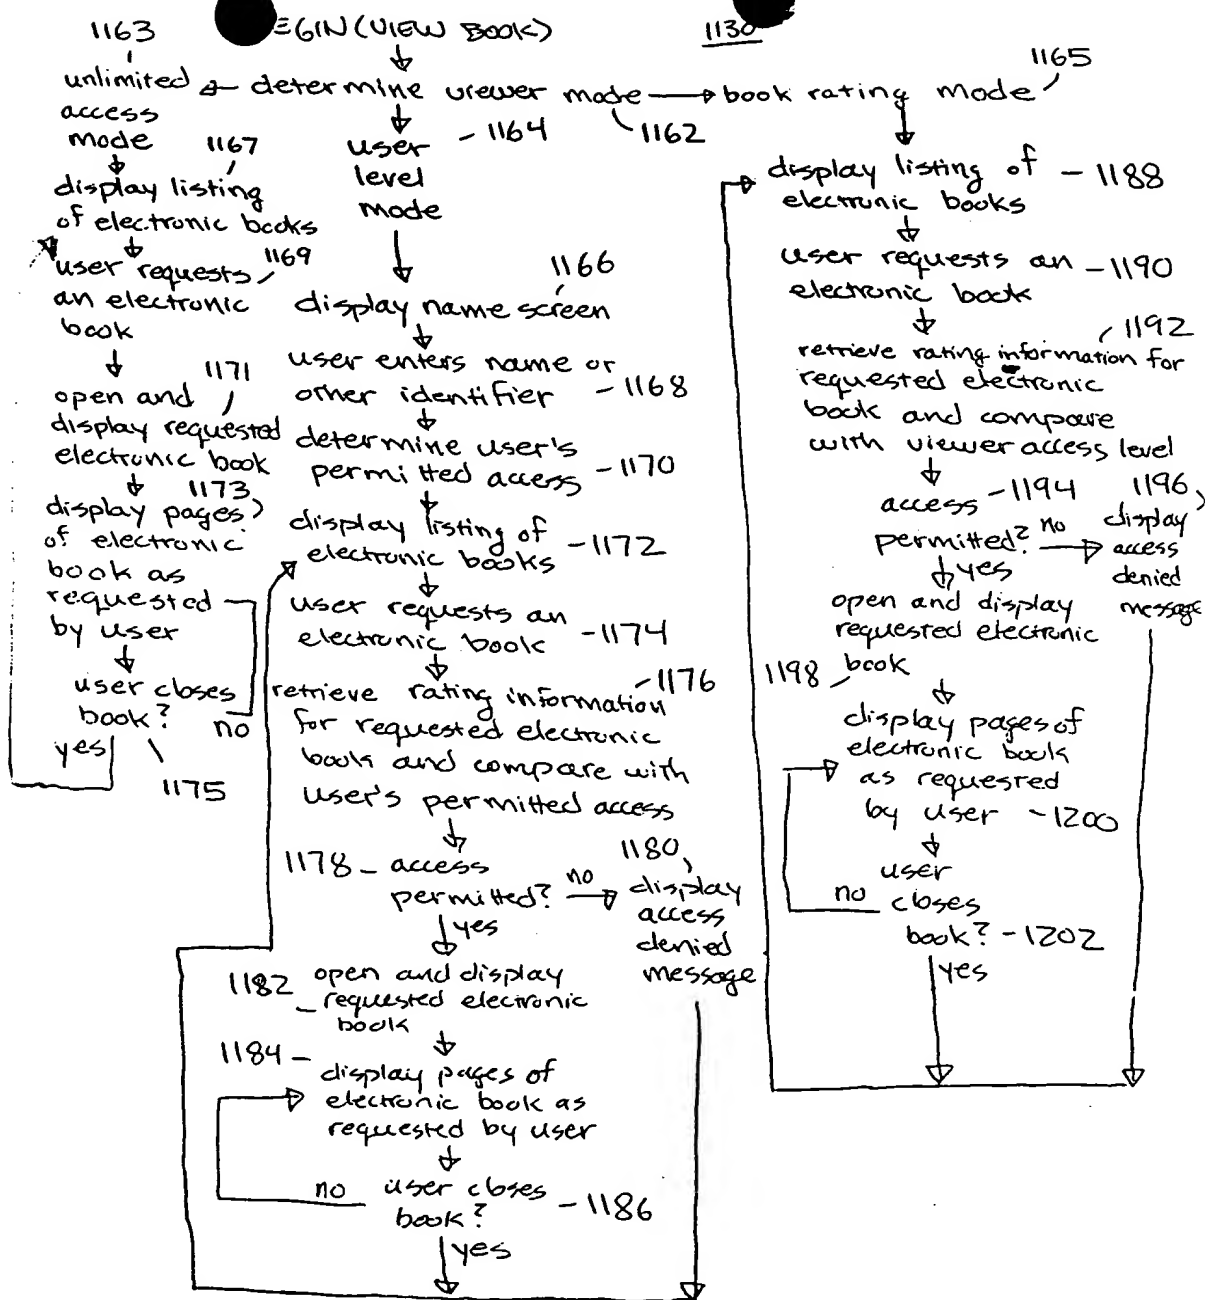 1163
EGIN (VIEW BOOK)
1130
1165
unlimited
access
mode
determine viewer mode
book rating mode
1162
1164
user
level
mode
1167
display listing
of electronic books
1169
user requests
an electronic
book
1171
open and
display requested
electronic book
1173
display pages
of electronic
book as
requested
by user
user closes
book?
no
yes
1175
1166
display name screen
user enters name or
other identifier - 1168
determine user's
permitted access - 1170
display listing of
electronic books - 1172
user requests an
electronic book - 1174
1176
retrieve rating information
for requested electronic
book and compare with
user's permitted access
1178 - access
permitted?
no
yes
1180
display
access
denied
message
1182
open and display
requested electronic
book
1184 -
display pages of
electronic book as
requested by user
no
user closes
book? - 1186
yes
display listing of - 1188
electronic books
user requests an - 1190
electronic book
1192
retrieve rating information for
requested electronic
book and compare
with viewer access level
access - 1194
permitted?
no
yes
1196
display
access
denied
message
open and display
requested electronic
book
1198
display pages of
electronic book
as requested
by user - 1200
user
closes
book? - 1202
no
yes